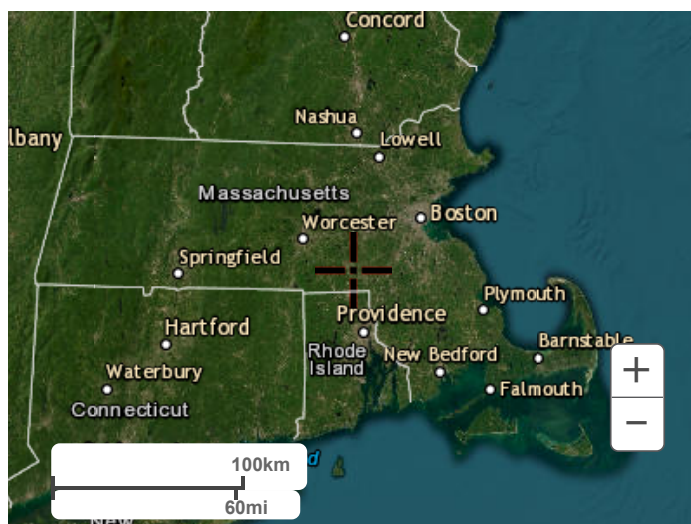 Concord
Nashua
lbany
Lowell
Massachusetts
Worcester
Boston
Springfield
Plymouth
Providence
Hartford
Barnstable
Rhode
Island
New Bedford
Waterbury
Falmouth
Connecticut
+
−
100km
d
60mi
New